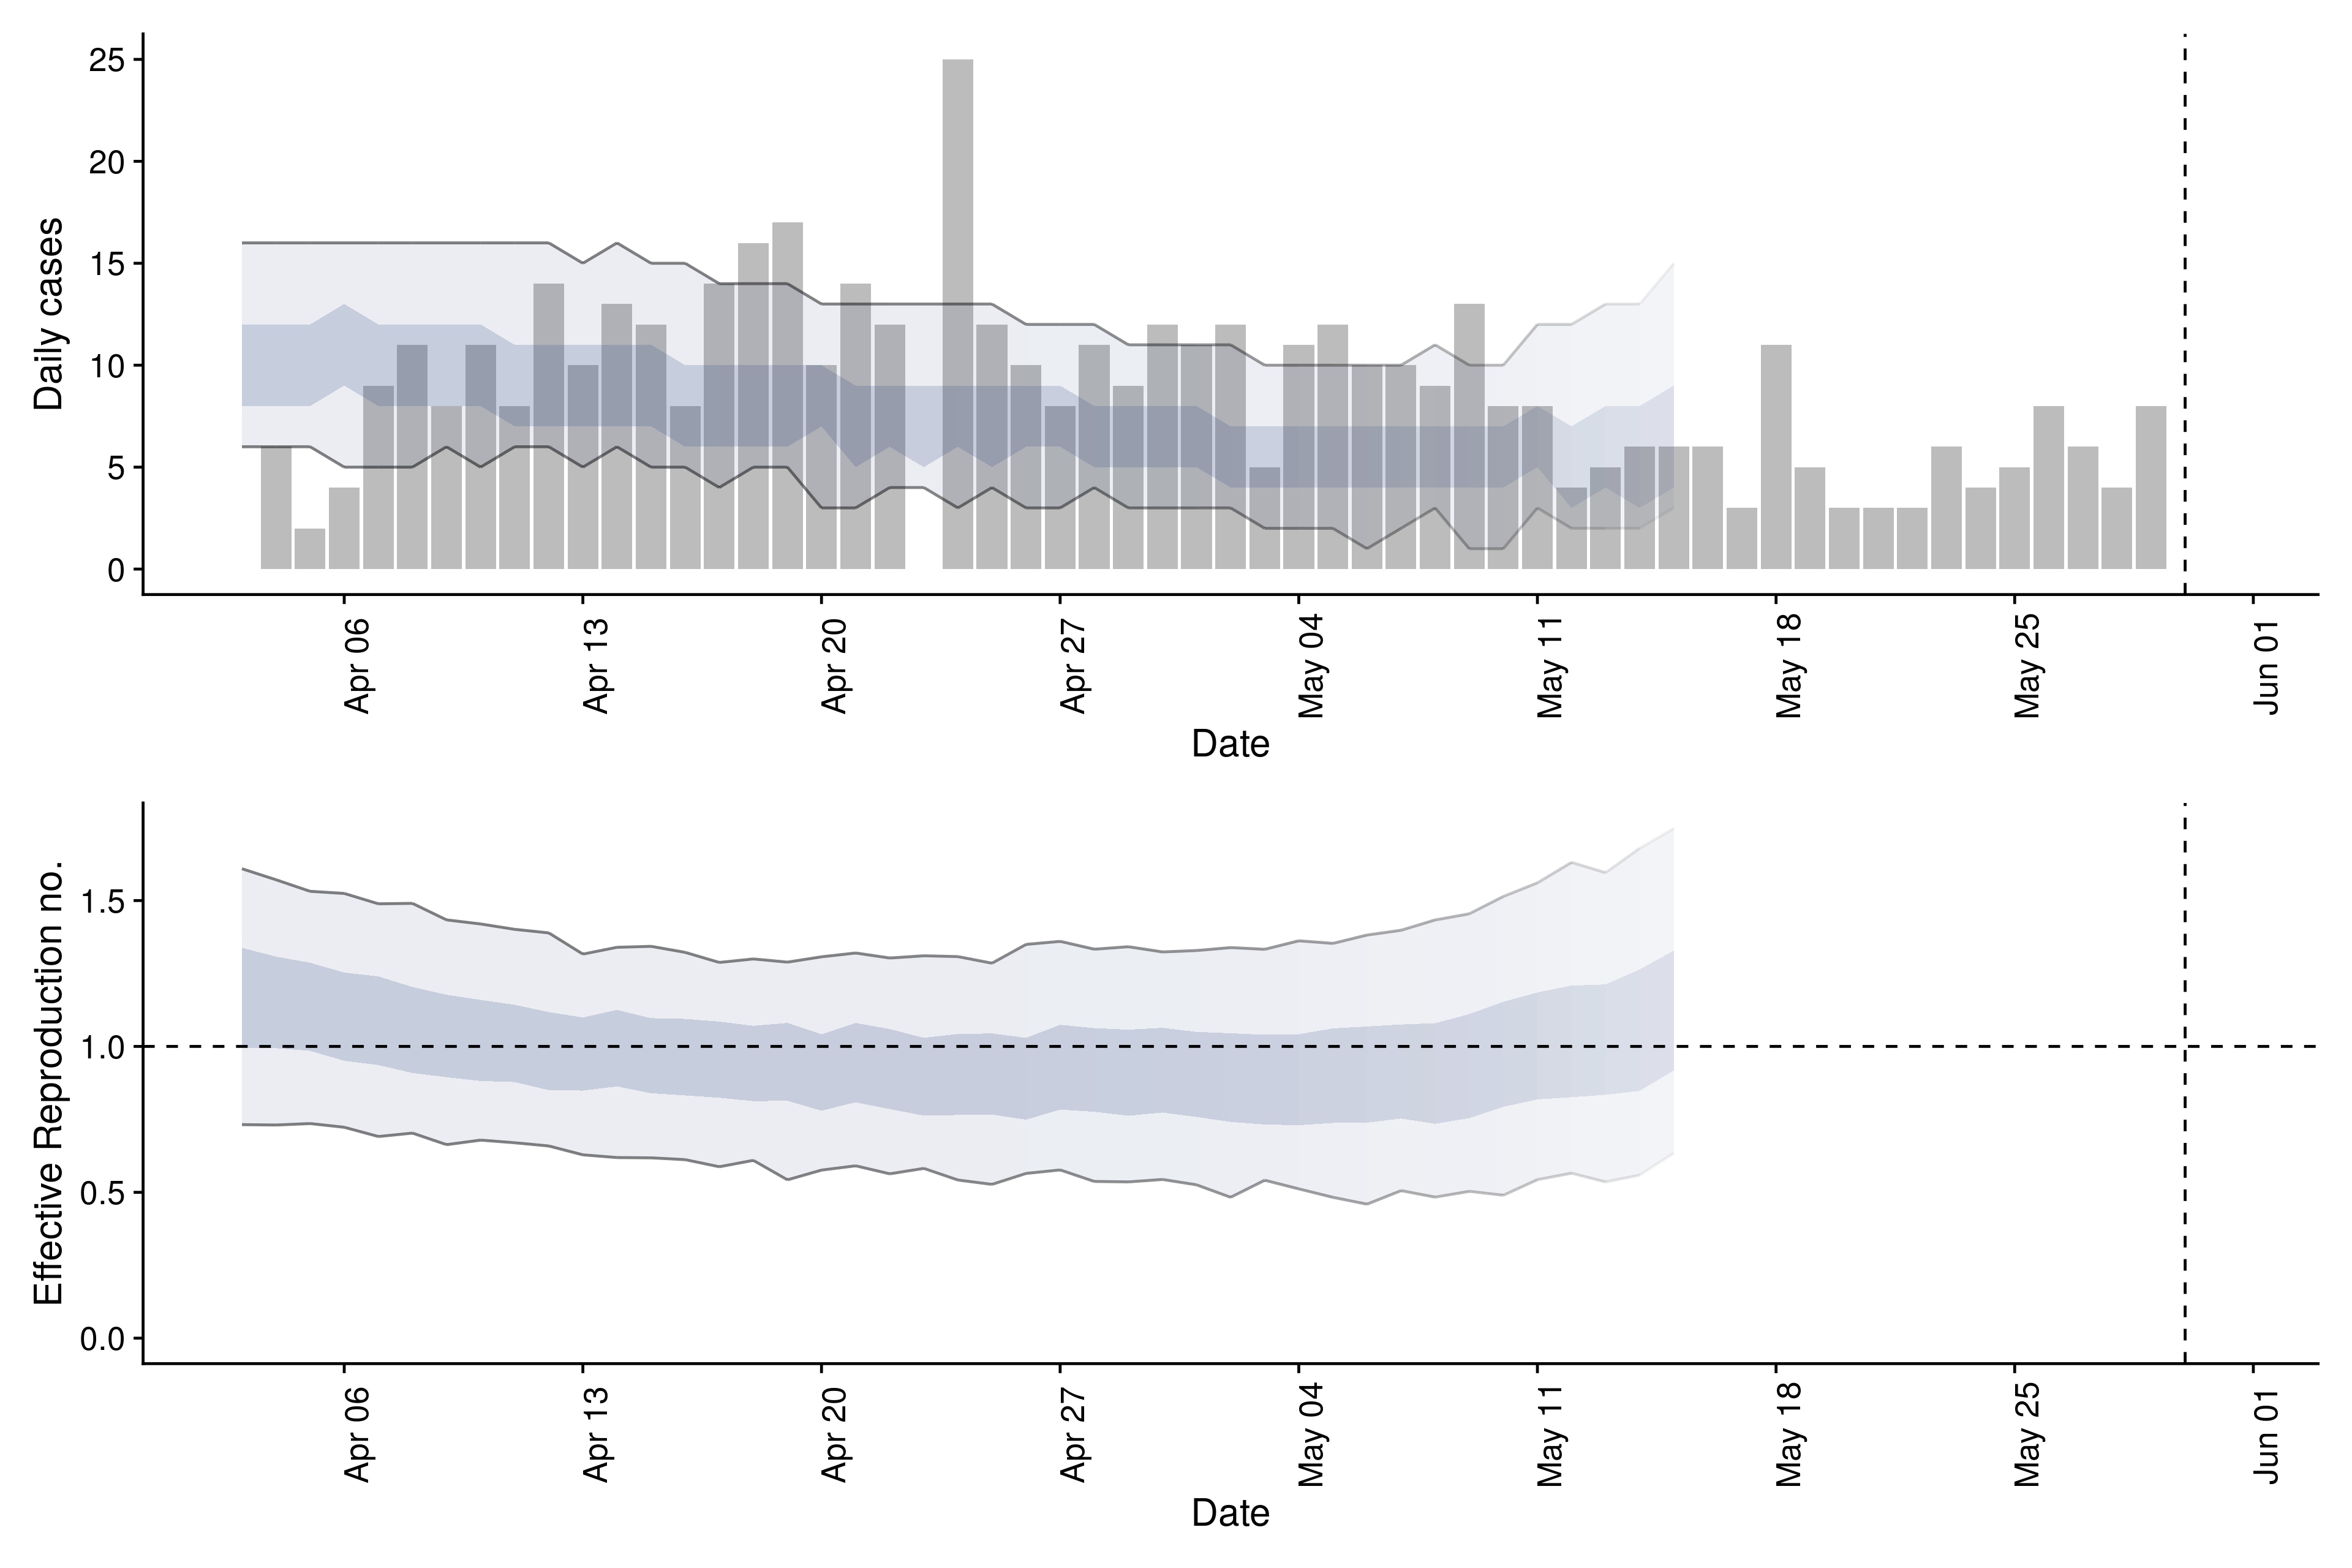 Daily cases
25
20
15
10
5
0
Apr 06
Apr 13
Apr 20
Apr 27
May 04
May 11
May 18
May 25
Jun 01
Date
Effective Reproduction no.
1.5
1.0
0.5
0.0
Apr 06
Apr 13
Apr 20
Apr 27
May 04
May 11
May 18
May 25
Jun 01
Date